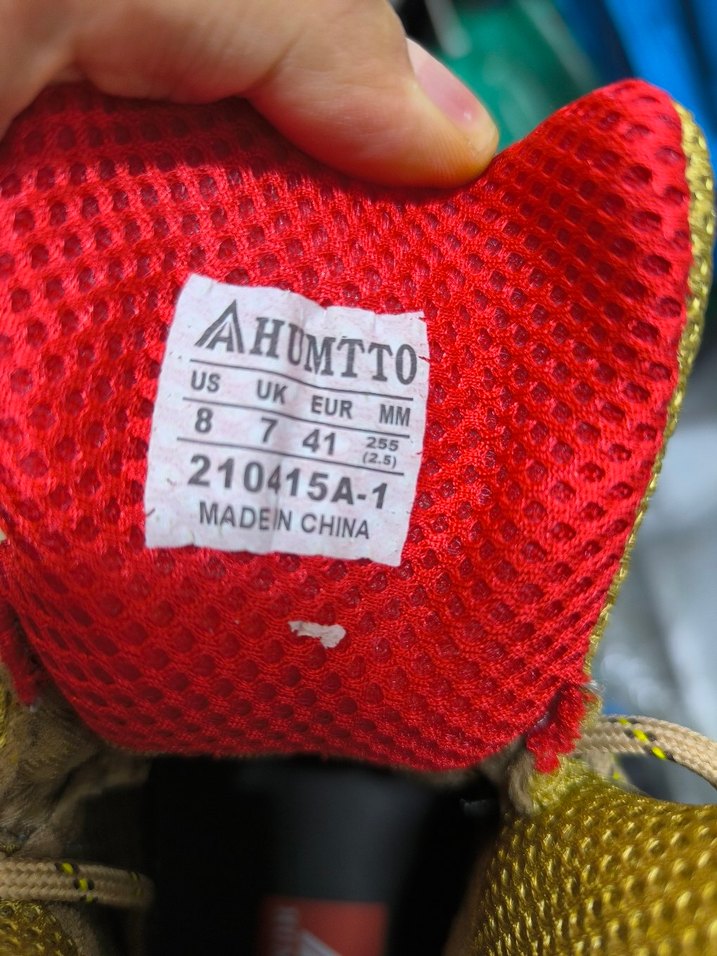 HUMTTO
US UK EUR MM
8 7 41 255 (2.5)
210415A-1
MADE IN CHINA